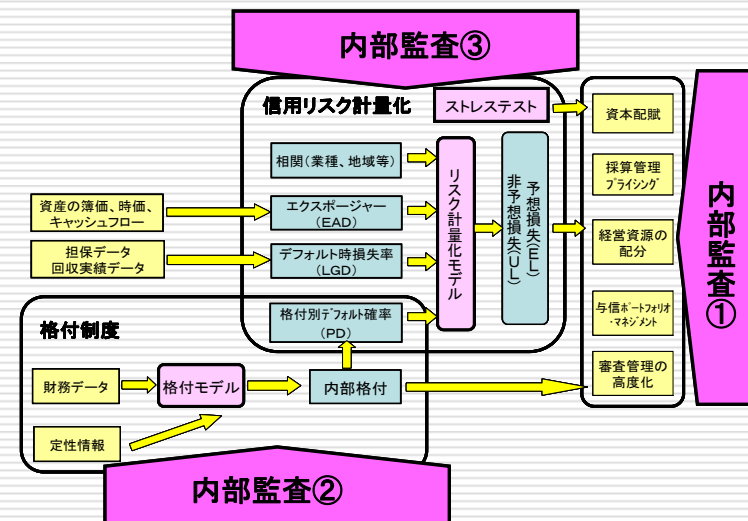 内部監査③
信用リスク計量化
ストレステスト
資本配賦
相関(業種、地域等)
採算管理
プライシング
資産の簿価、時価、
キャッシュフロー
エクスポージャー
(EAD)
リスク計量化モデル
予想損失(EL)
非予想損失(UL)
経営資源の
配分
内部監査①
担保データ
回収実績データ
デフォルト時損失率
(LGD)
格付制度
格付別デフォルト確率
(PD)
与信ポートフォリオ
・マネジメント
財務データ
格付モデル
内部格付
審査管理の
高度化
定性情報
内部監査②